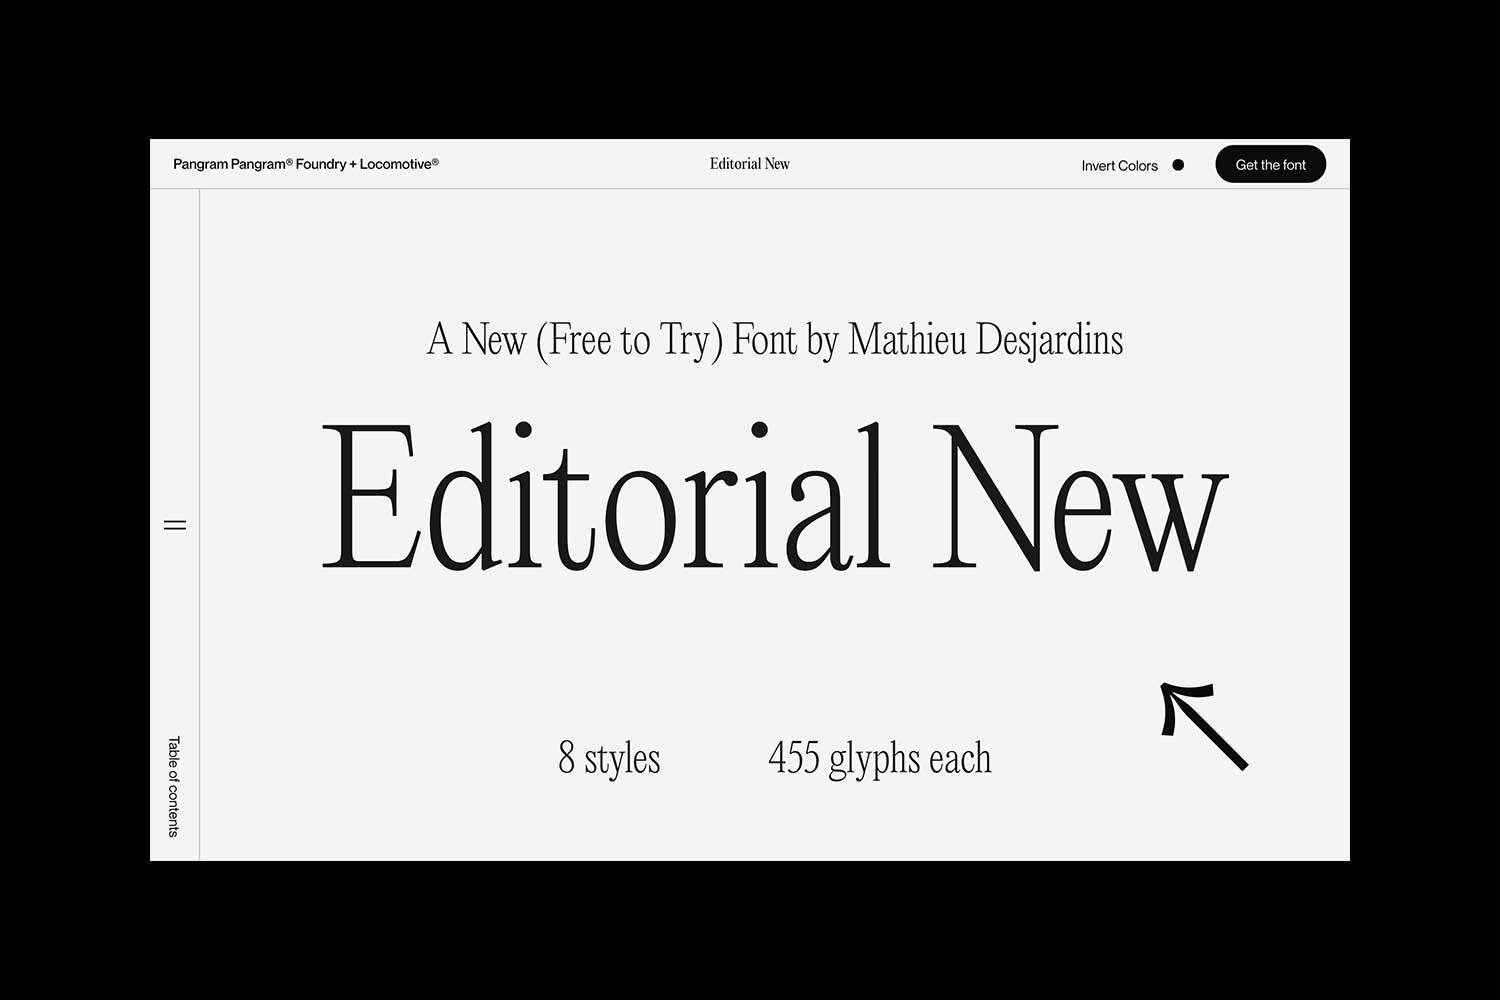 Pangram Pangram® Foundry + Locomotive®
Editorial New
Invert Colors
Get the font
A New (Free to Try) Font by Mathieu Desjardins
Editorial New
8 styles
455 glyphs each
Table of contents